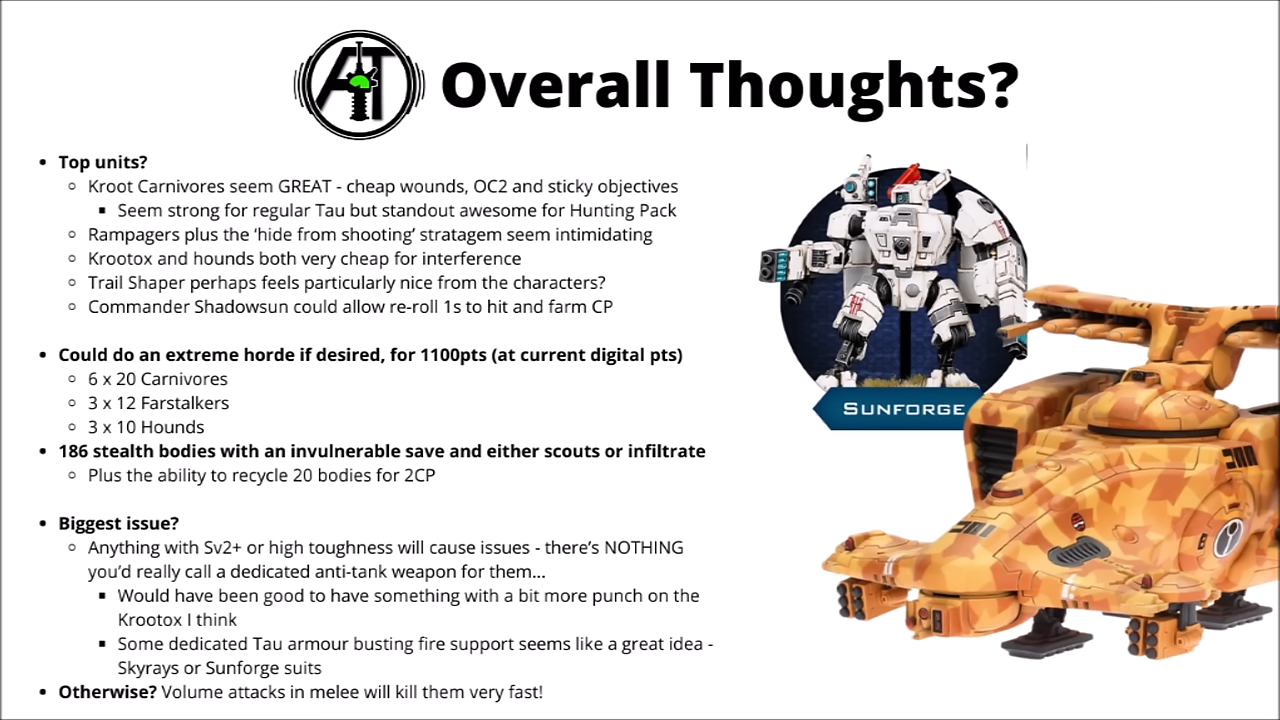 AT
Overall Thoughts?
• Top units?
◦ Kroot Carnivores seem GREAT - cheap wounds, OC2 and sticky objectives
▪ Seem strong for regular Tau but standout awesome for Hunting Pack
◦ Rampagers plus the ‘hide from shooting’ stratagem seem intimidating
◦ Krootox and hounds both very cheap for interference
◦ Trail Shaper perhaps feels particularly nice from the characters?
◦ Commander Shadowsun could allow re-roll 1s to hit and farm CP
• Could do an extreme horde if desired, for 1100pts (at current digital pts)
◦ 6 x 20 Carnivores
◦ 3 x 12 Farstalkers
◦ 3 x 10 Hounds
• 186 stealth bodies with an invulnerable save and either scouts or infiltrate
◦ Plus the ability to recycle 20 bodies for 2CP
• Biggest issue?
◦ Anything with Sv2+ or high toughness will cause issues - there’s NOTHING
you’d really call a dedicated anti-tank weapon for them...
▪ Would have been good to have something with a bit more punch on the
Krootox I think
▪ Some dedicated Tau armour busting fire support seems like a great idea -
Skyrays or Sunforge suits
• Otherwise? Volume attacks in melee will kill them very fast!
SUNFORGE